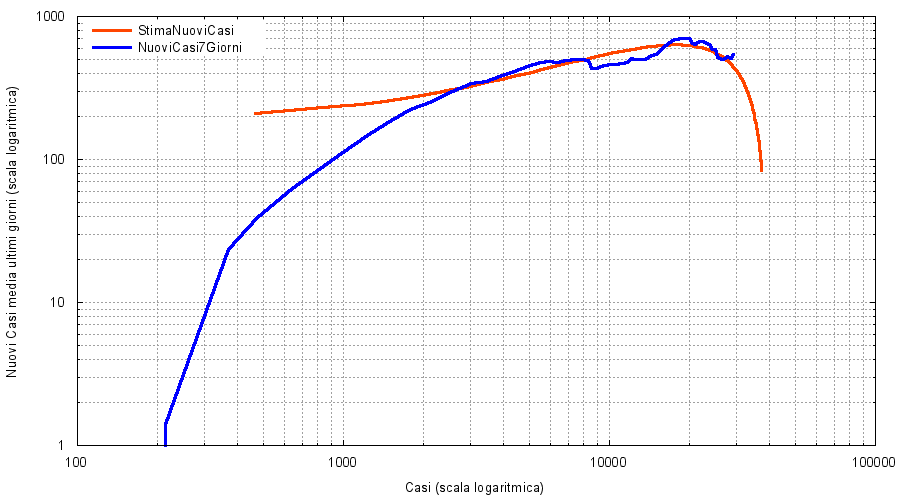 1000
StimaNuoviCasi
NuoviCasi7Giorni
100
10
1
Nuovi Casi media ultimi giorni (scala logaritmica)
100
1000
10000
100000
Casi (scala logaritmica)